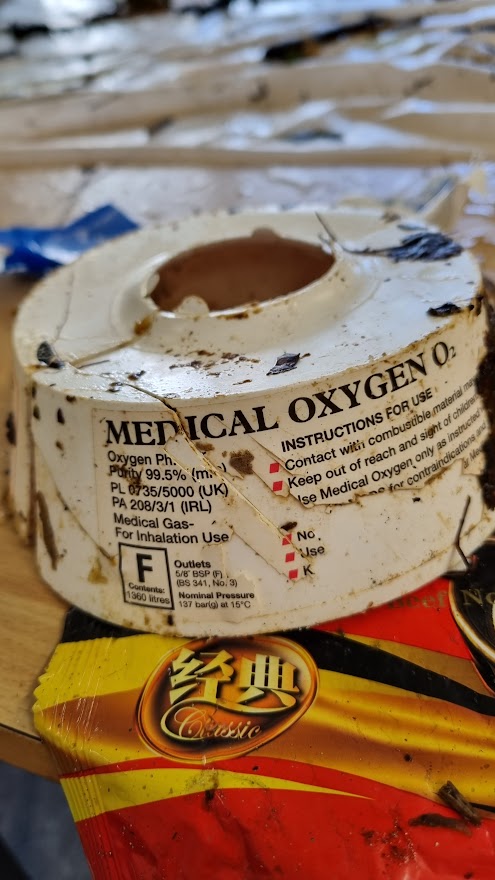 MEDICAL OXYGEN O₂
Oxygen Ph.
Purity 99.5%
PL 0735/5000 (UK)
PA 208/3/1 (IRL)
Medical Gas-
For Inhalation Use
F
Contents:
1360 litres
Outlets
5/8" BSP (F)
(BS 341, No. 3)
Nominal Pressure
137 bar(g) at 15°C
INSTRUCTIONS FOR USE
Contact with combustible material
Keep out of reach and sight of children
Use Medical Oxygen only as instructed
for contraindications and
No
Use
K
经典
Classic